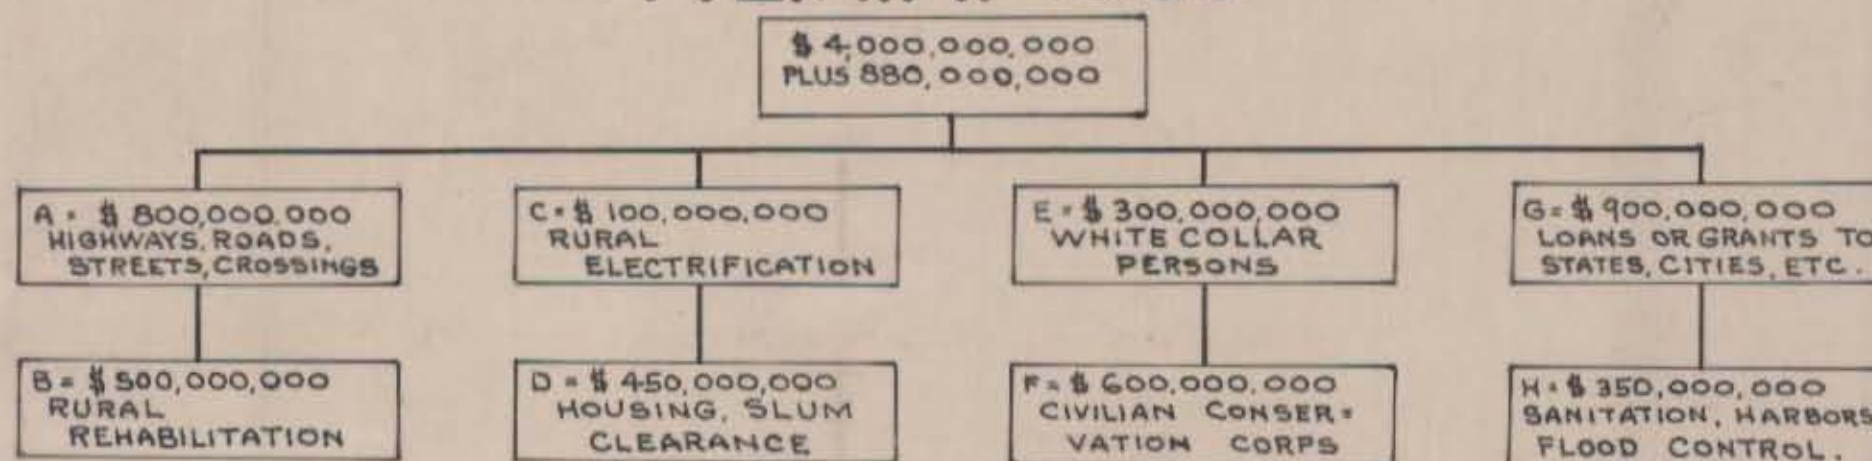 $ 4,000,000,000
PLUS 880,000,000
A = $ 800,000,000
HIGHWAYS, ROADS,
STREETS, CROSSINGS
C = $ 100,000,000
RURAL
ELECTRIFICATION
E = $ 300,000,000
WHITE COLLAR
PERSONS
G = $ 900,000,000
LOANS OR GRANTS TO
STATES, CITIES, ETC.
B = $ 500,000,000
RURAL
REHABILITATION
D = $ 450,000,000
HOUSING, SLUM
CLEARANCE
F = $ 600,000,000
CIVILIAN CONSER=
VATION CORPS
H = $ 350,000,000
SANITATION, HARBORS
FLOOD CONTROL.